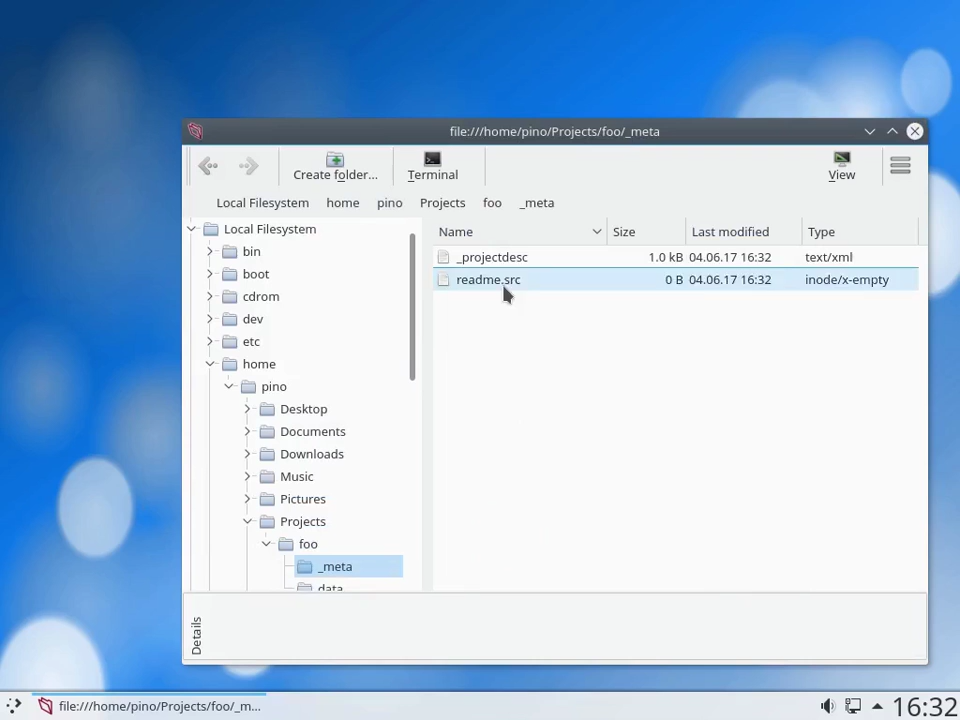 file:///home/pino/Projects/foo/_meta
Create folder...
Terminal
View
Local Filesystem home pino Projects foo _meta
Local Filesystem
bin
boot
cdrom
dev
etc
home
pino
Desktop
Documents
Downloads
Music
Pictures
Projects
foo
_meta
data
Name Size Last modified Type
_projectdesc 1.0 kB 04.06.17 16:32 text/xml
readme.src 0 B 04.06.17 16:32 inode/x-empty
Details
file:///home/pino/Projects/foo/_m...
16:32